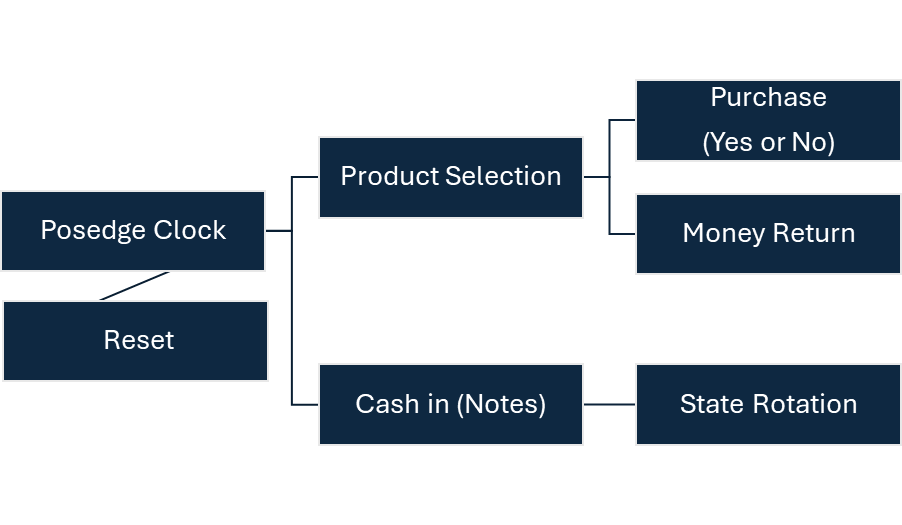 Posedge Clock
Reset
Product Selection
Cash in (Notes)
Purchase
(Yes or No)
Money Return
State Rotation